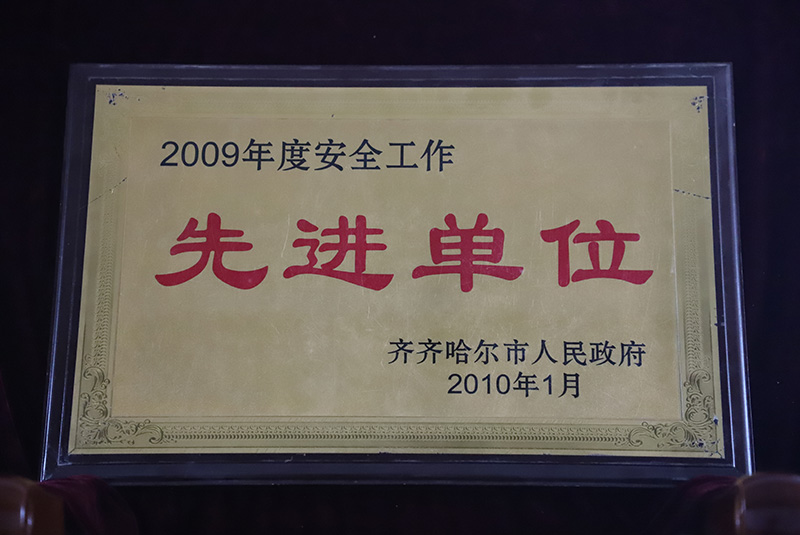 2009年度安全工作
先进单位
齐齐哈尔市人民政府
2010年1月